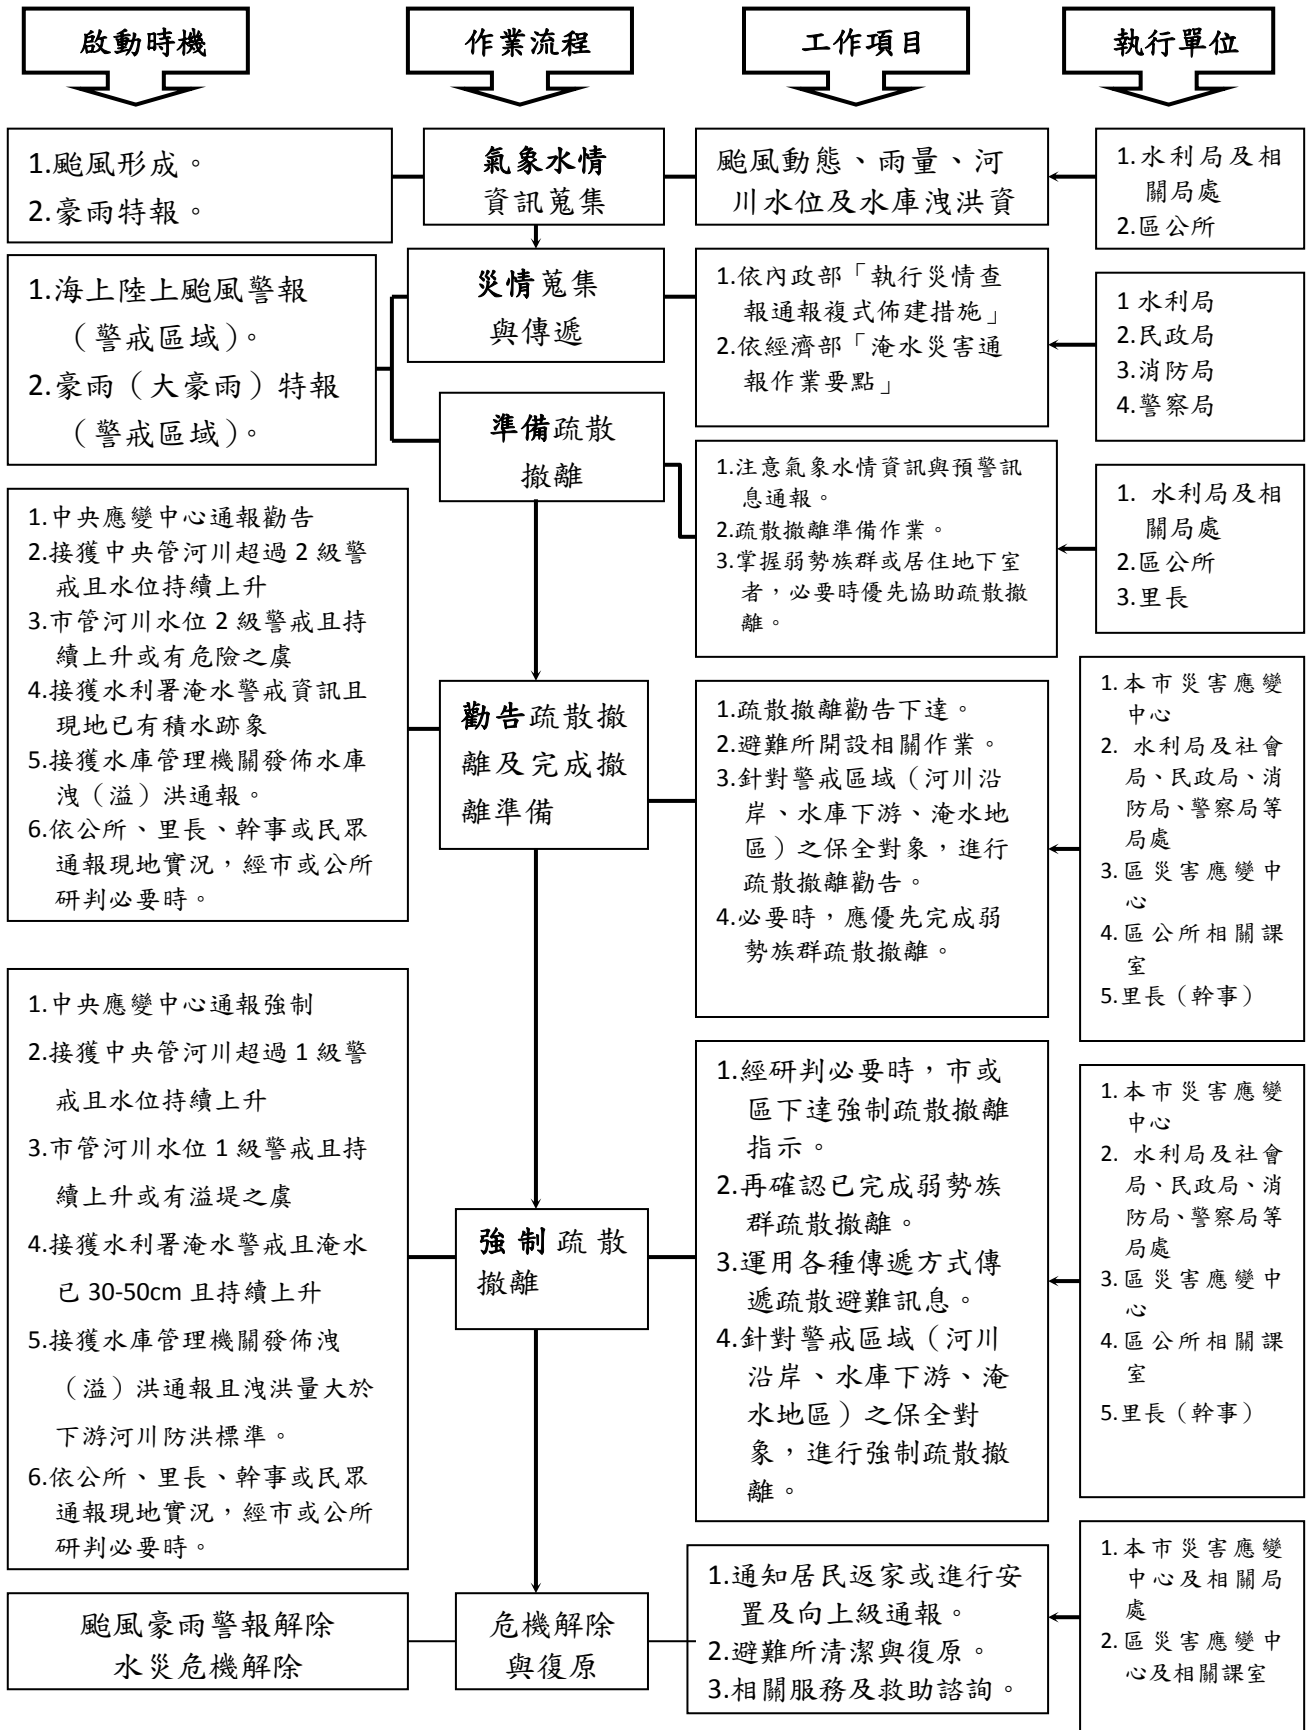 啟動時機
作業流程
工作項目
執行單位
1.颱風形成。
2.豪雨特報。
氣象水情
資訊蒐集
颱風動態、雨量、河
川水位及水庫洩洪資
1.水利局及相
關局處
2.區公所
1.海上陸上颱風警報
（警戒區域）。
2.豪雨（大豪雨）特報
（警戒區域）。
災情蒐集
與傳遞
1.依內政部「執行災情查
報通報複式佈建措施」
2.依經濟部「淹水災害通
報作業要點」
1 水利局
2.民政局
3.消防局
4.警察局
準備疏散
撤離
1.注意氣象水情資訊與預警訊
息通報。
2.疏散撤離準備作業。
3.掌握弱勢族群或居住地下室
者，必要時優先協助疏散撤
離。
1. 水利局及相
關局處
2.區公所
3.里長
1.中央應變中心通報勸告
2.接獲中央管河川超過 2 級警
戒且水位持續上升
3.市管河川水位 2 級警戒且持
續上升或有危險之虞
4.接獲水利署淹水警戒資訊且
現地已有積水跡象
5.接獲水庫管理機關發佈水庫
洩（溢）洪通報。
6.依公所、里長、幹事或民眾
通報現地實況，經市或公所
研判必要時。
勸告疏散撤
離及完成撤
離準備
1.疏散撤離勸告下達。
2.避難所開設相關作業。
3.針對警戒區域（河川沿
岸、水庫下游、淹水地
區）之保全對象，進行
疏散撤離勸告。
4.必要時，應優先完成弱
勢族群疏散撤離。
1.本市災害應變
中心
2. 水利局及社會
局、民政局、消
防局、警察局等
局處
3.區災害應變中
心
4.區公所相關課
室
5.里長（幹事）
1.中央應變中心通報強制
2.接獲中央管河川超過 1 級警
戒且水位持續上升
3.市管河川水位 1 級警戒且持
續上升或有溢堤之虞
4.接獲水利署淹水警戒且淹水
已 30-50cm 且持續上升
5.接獲水庫管理機關發佈洩
（溢）洪通報且洩洪量大於
下游河川防洪標準。
6.依公所、里長、幹事或民眾
通報現地實況，經市或公所
研判必要時。
強制疏散
撤離
1.經研判必要時，市或
區下達強制疏散撤離
指示。
2.再確認已完成弱勢族
群疏散撤離。
3.運用各種傳遞方式傳
遞疏散避難訊息。
4.針對警戒區域（河川
沿岸、水庫下游、淹
水地區）之保全對
象，進行強制疏散撤
離。
1.本市災害應變
中心
2. 水利局及社會
局、民政局、消
防局、警察局等
局處
3.區災害應變中
心
4.區公所相關課
室
5.里長（幹事）
颱風豪雨警報解除
水災危機解除
危機解除
與復原
1.通知居民返家或進行安
置及向上級通報。
2.避難所清潔與復原。
3.相關服務及救助諮詢。
1.本市災害應變
中心及相關局
處
2.區災害應變中
心及相關課室